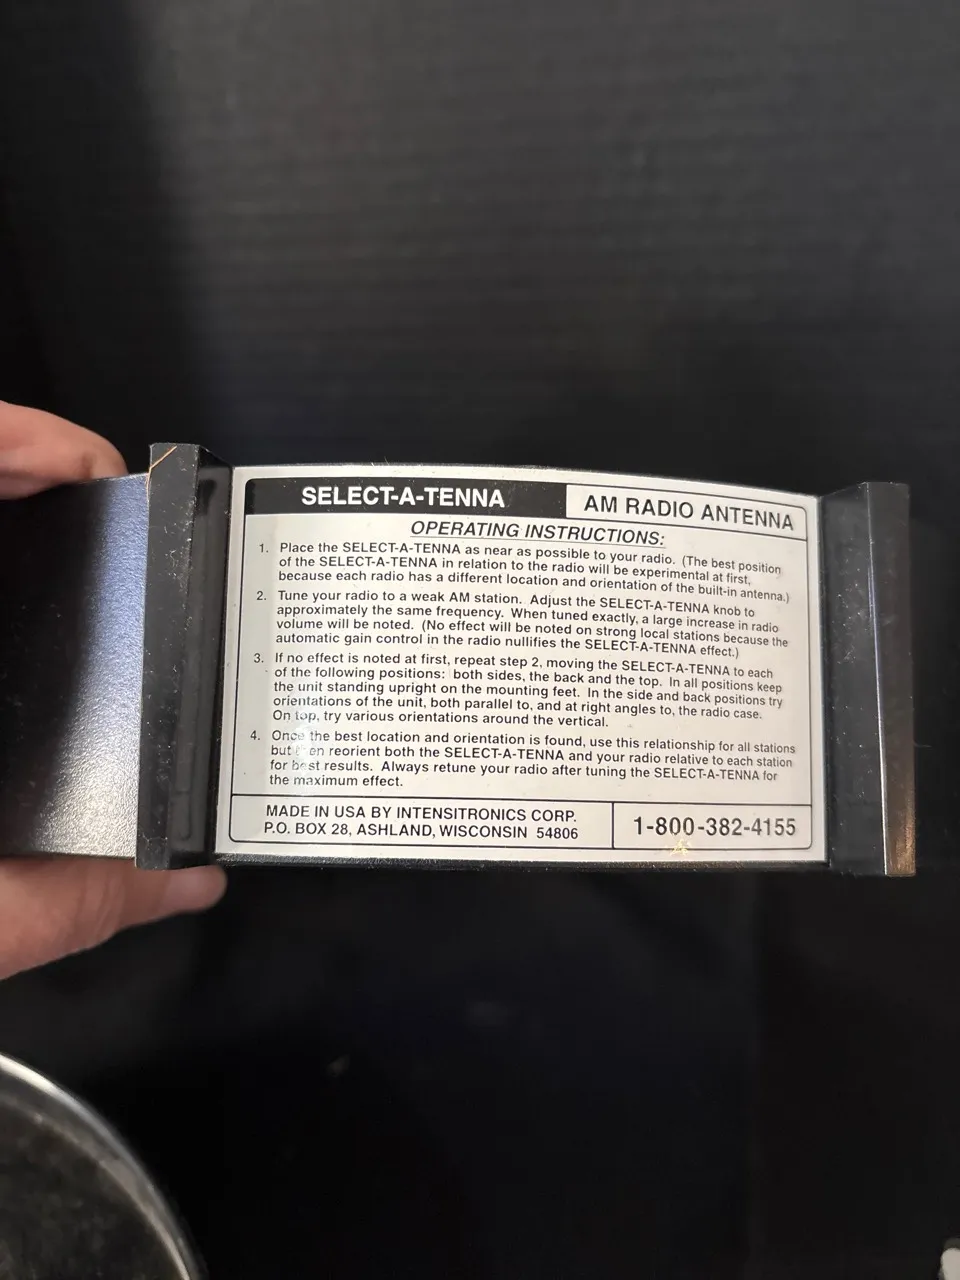 SELECT-A-TENNA
AM RADIO ANTENNA
OPERATING INSTRUCTIONS:
1. Place the SELECT-A-TENNA as near as possible to your radio. (The best position
of the SELECT-A-TENNA in relation to the radio will be experimental at first,
because each radio has a different location and orientation of the built-in antenna.)
2. Tune your radio to a weak AM station. Adjust the SELECT-A-TENNA knob to
approximately the same frequency. When tuned exactly, a large increase in radio
volume will be noted. (No effect will be noted on strong local stations because the
automatic gain control in the radio nullifies the SELECT-A-TENNA effect.)
3. If no effect is noted at first, repeat step 2, moving the SELECT-A-TENNA to each
of the following positions: both sides, the back and the top. In all positions keep
the unit standing upright on the mounting feet. In the side and back positions try
orientations of the unit, both parallel to, and at right angles to, the radio case.
On top, try various orientations around the vertical.
4. Once the best location and orientation is found, use this relationship for all stations
but reorient both the SELECT-A-TENNA and your radio relative to each station
for best results. Always retune your radio after tuning the SELECT-A-TENNA for
the maximum effect.
MADE IN USA BY INTENSITRONICS CORP.
P.O. BOX 28, ASHLAND, WISCONSIN 54806
1-800-382-4155